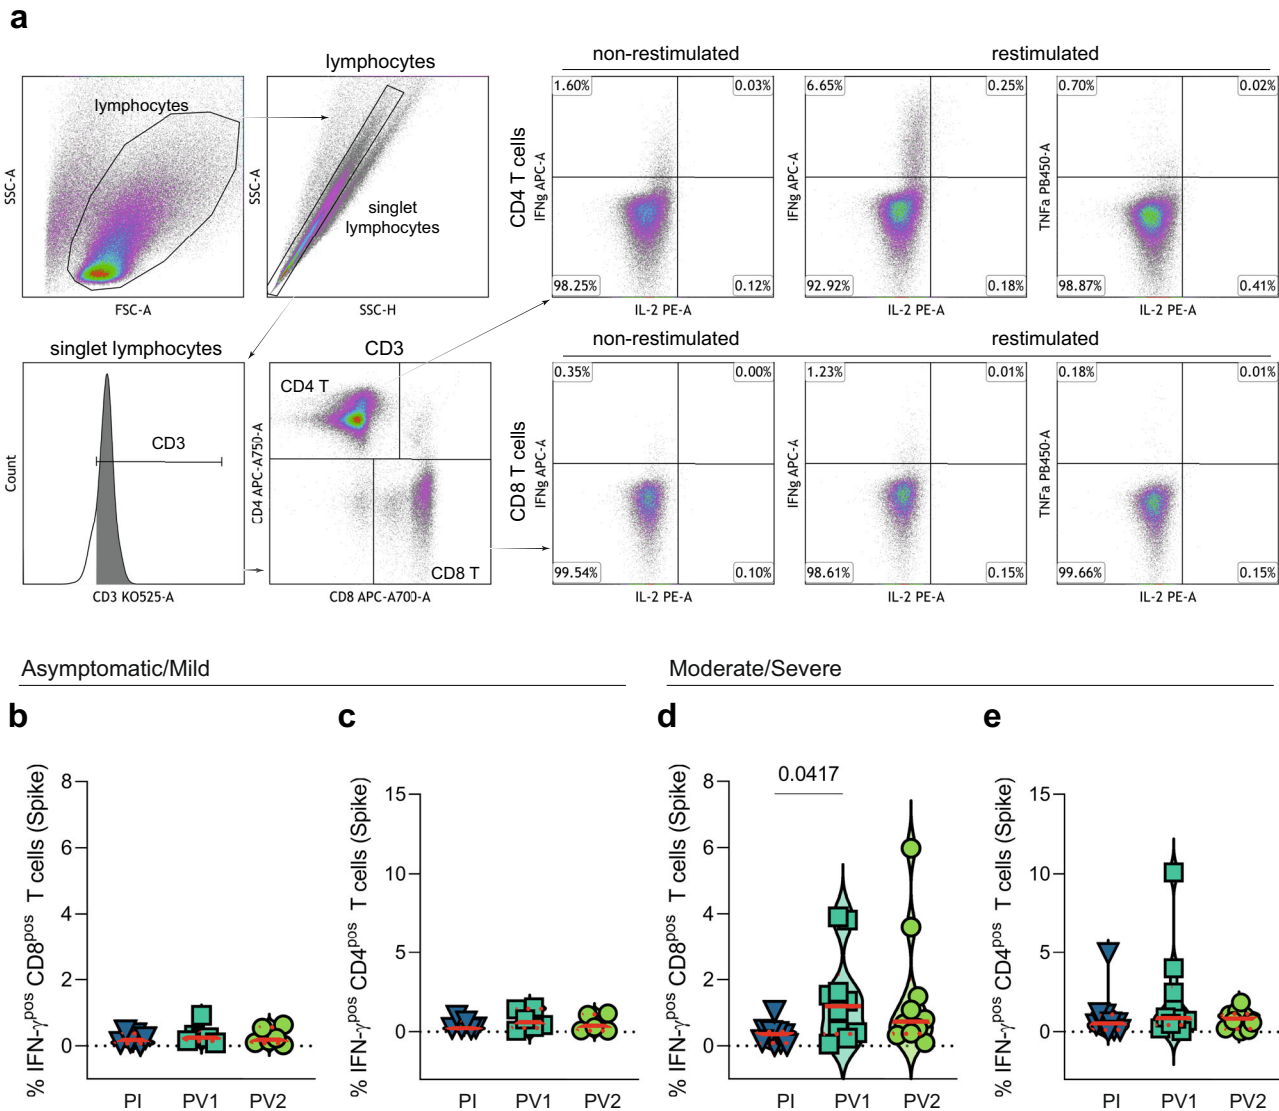 a
non-restimulated
restimulated
lymphocytes
lymphocytes
SSC-A
FSC-A
SSC-A
singlet
lymphocytes
SSC-H
CD4 T cells
IFNg APC-A
1.60%
0.03%
98.25%
0.12%
IL-2 PE-A
IFNg APC-A
6.65%
0.25%
92.92%
0.18%
IL-2 PE-A
TNFa PB450-A
0.70%
0.02%
98.87%
0.41%
IL-2 PE-A
singlet lymphocytes
CD3
non-restimulated
restimulated
Count
CD3
CD3 KO525-A
CD4 APC-A750-A
CD4 T
CD8 T
CD8 APC-A700-A
CD8 T cells
IFNg APC-A
0.35%
0.00%
99.54%
0.10%
IL-2 PE-A
IFNg APC-A
1.23%
0.01%
98.61%
0.15%
IL-2 PE-A
TNFa PB450-A
0.18%
0.01%
99.66%
0.15%
IL-2 PE-A
Asymptomatic/Mild
Moderate/Severe
b
% IFN-γpos CD8pos T cells (Spike)
8
6
4
2
0
PI PV1 PV2
c
% IFN-γpos CD4pos T cells (Spike)
15
10
5
0
PI PV1 PV2
d
% IFN-γpos CD8pos T cells (Spike)
8
6
4
2
0
0.0417
PI PV1 PV2
e
% IFN-γpos CD4pos T cells (Spike)
15
10
5
0
PI PV1 PV2